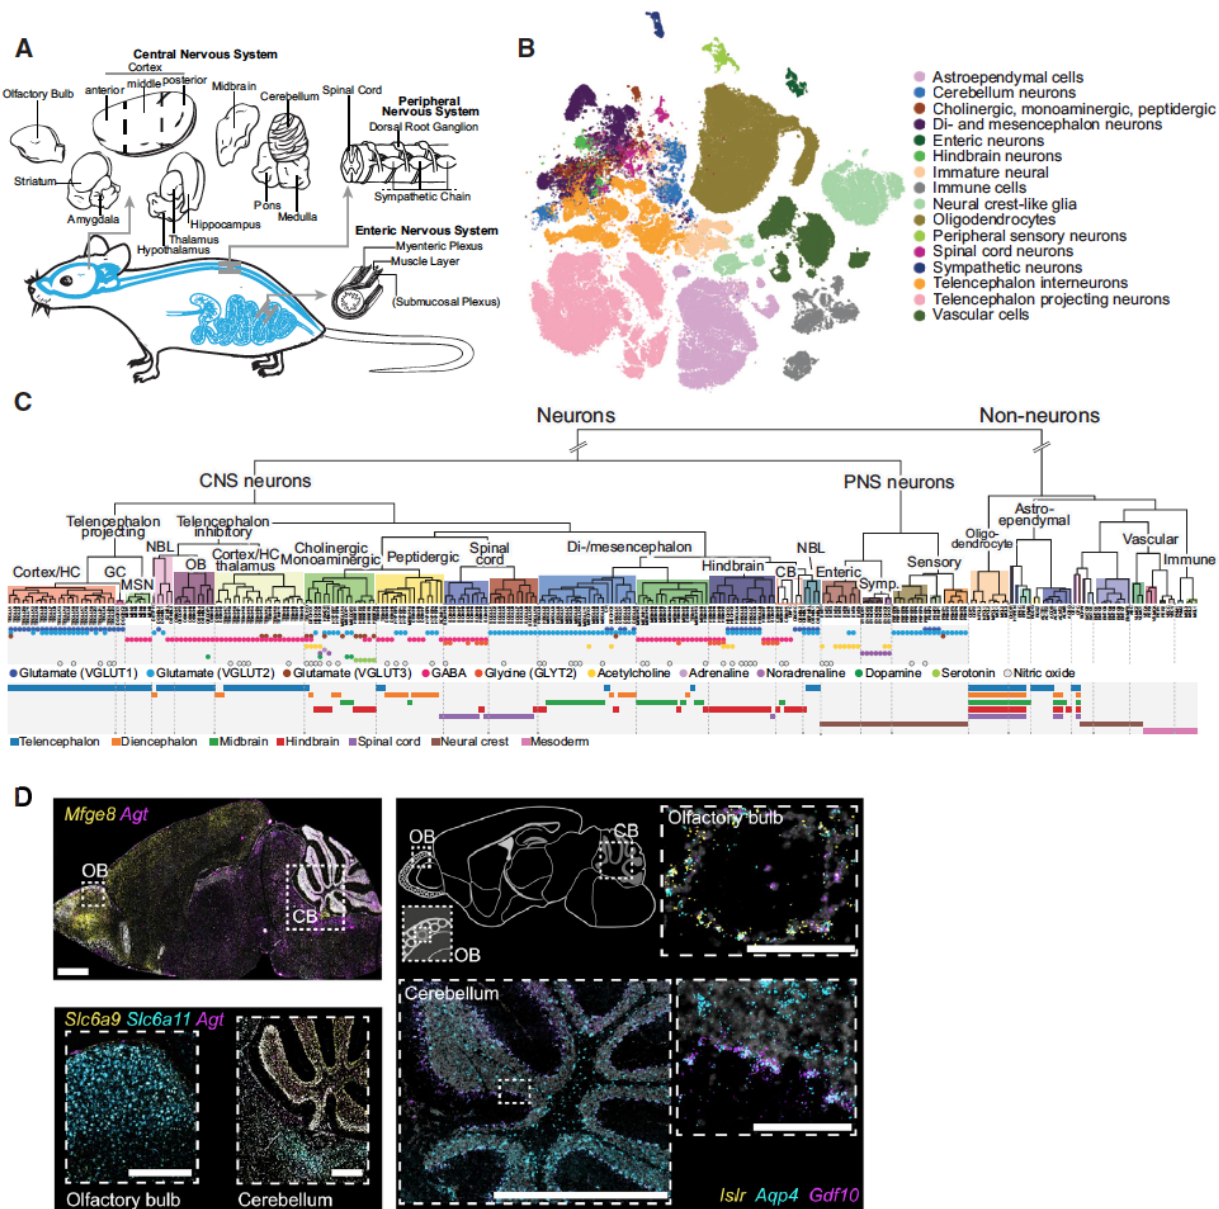 A
Central Nervous System
Cortex
anterior
middle
posterior
Olfactory Bulb
Midbrain
Cerebellum
Spinal Cord
Peripheral
Nervous System
Dorsal Root Ganglion
Striatum
Amygdala
Hippocampus
Thalamus
Hypothalamus
Pons
Medulla
Sympathetic Chain
Enteric Nervous System
Myenteric Plexus
Muscle Layer
(Submucosal Plexus)
B
Astroependymal cells
Cerebellum neurons
Cholinergic, monoaminergic, peptidergic
Di- and mesencephalon neurons
Enteric neurons
Hindbrain neurons
Immature neural
Immune cells
Neural crest-like glia
Oligodendrocytes
Peripheral sensory neurons
Spinal cord neurons
Sympathetic neurons
Telencephalon interneurons
Telencephalon projecting neurons
Vascular cells
C
Neurons
Non-neurons
CNS neurons
PNS neurons
Telencephalon
projecting
Telencephalon
inhibitory
Cortex/HC
GC
MSN
NBL
OB
Cortex/HC
thalamus
Cholinergic
Monoaminergic
Peptidergic
Spinal
cord
Di-/mesencephalon
Hindbrain
CB
NBL
Enteric
Symp.
Sensory
Oligo-
dendrocyte
Astro-
ependymal
Vascular
Immune
Glutamate (VGLUT1) Glutamate (VGLUT2) Glutamate (VGLUT3) GABA Glycine (GLYT2) Acetylcholine Adrenaline Noradrenaline Dopamine Serotonin Nitric oxide
Telencephalon Diencephalon Midbrain Hindbrain Spinal cord Neural crest Mesoderm
D
Mfge8 Agt
OB
CB
OB
CB
OB
Olfactory bulb
Slc6a9 Slc6a11 Agt
Olfactory bulb
Cerebellum
Cerebellum
Islr Aqp4 Gdf10